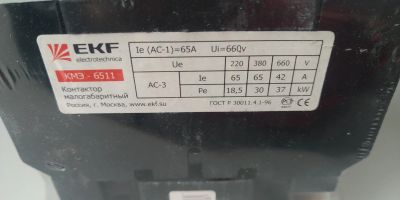 EKF
electrotechnica
КМЭ - 6511
Контактор
малогабаритный
Россия, г. Москва, www.ekf.su
Ie (AC-1)=65A Ui=660v
Ue 220 380 660 V
AC-3 Ie 65 65 42 A
Pe 18,5 30 37 kW
ГОСТ Р 30011.4.1-96